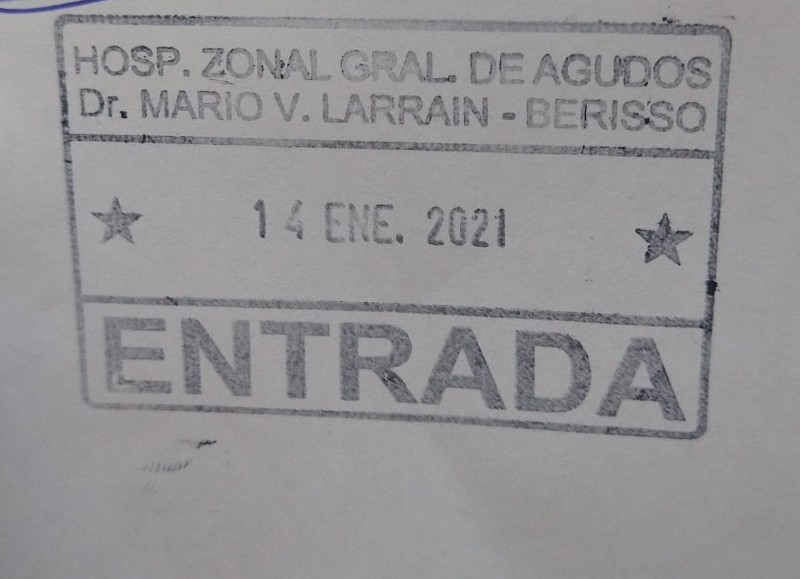 HOSP. ZONAL GRAL. DE AGUDOS
Dr. MARIO V. LARRAIN - BERISSO
14 ENE. 2021
ENTRADA